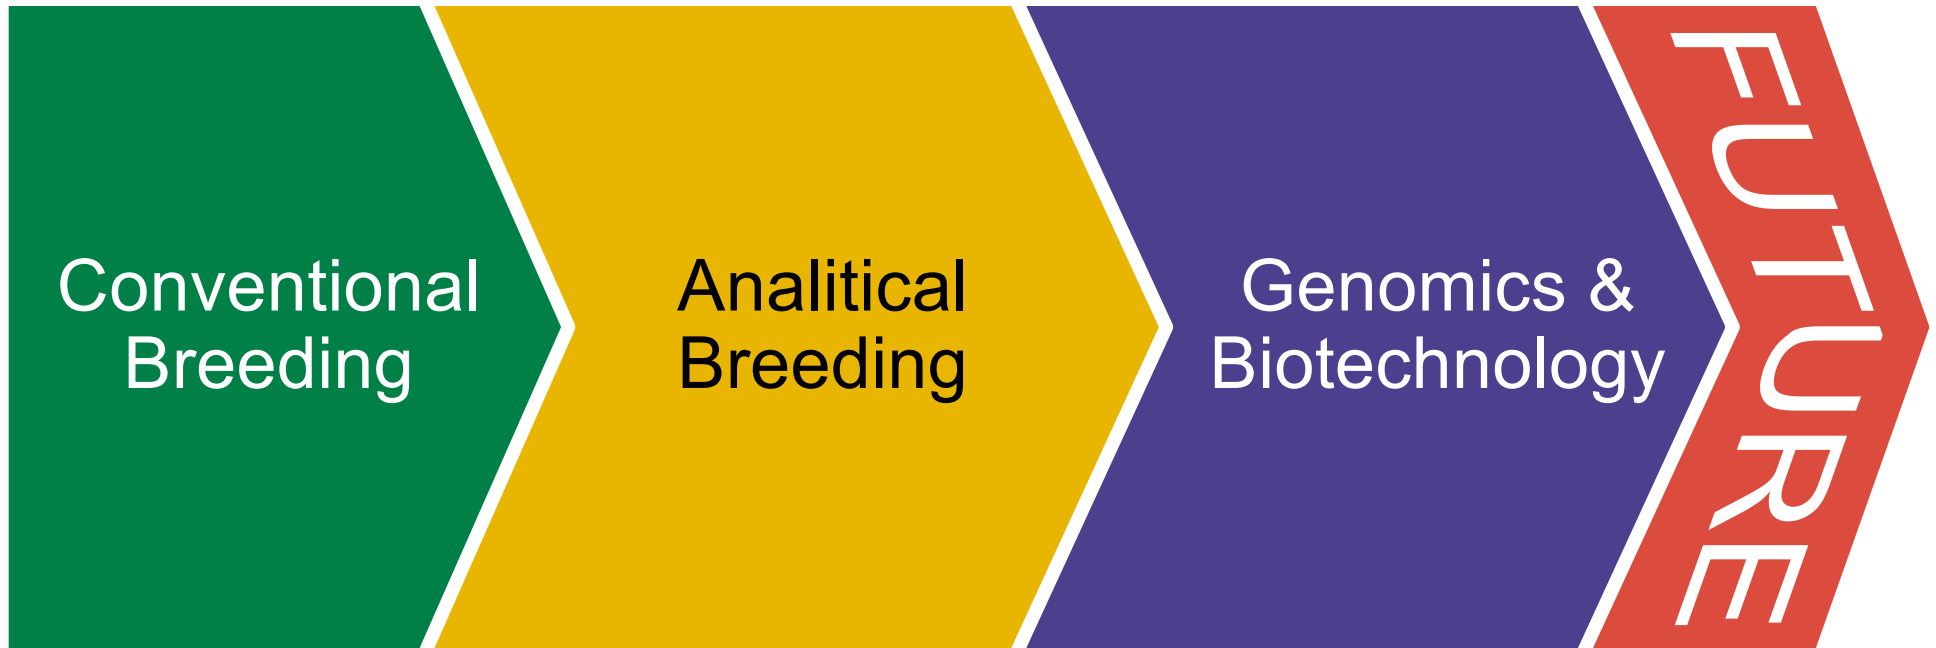 Conventional
Breeding
Analitical
Breeding
Genomics &
Biotechnology
FUTURE